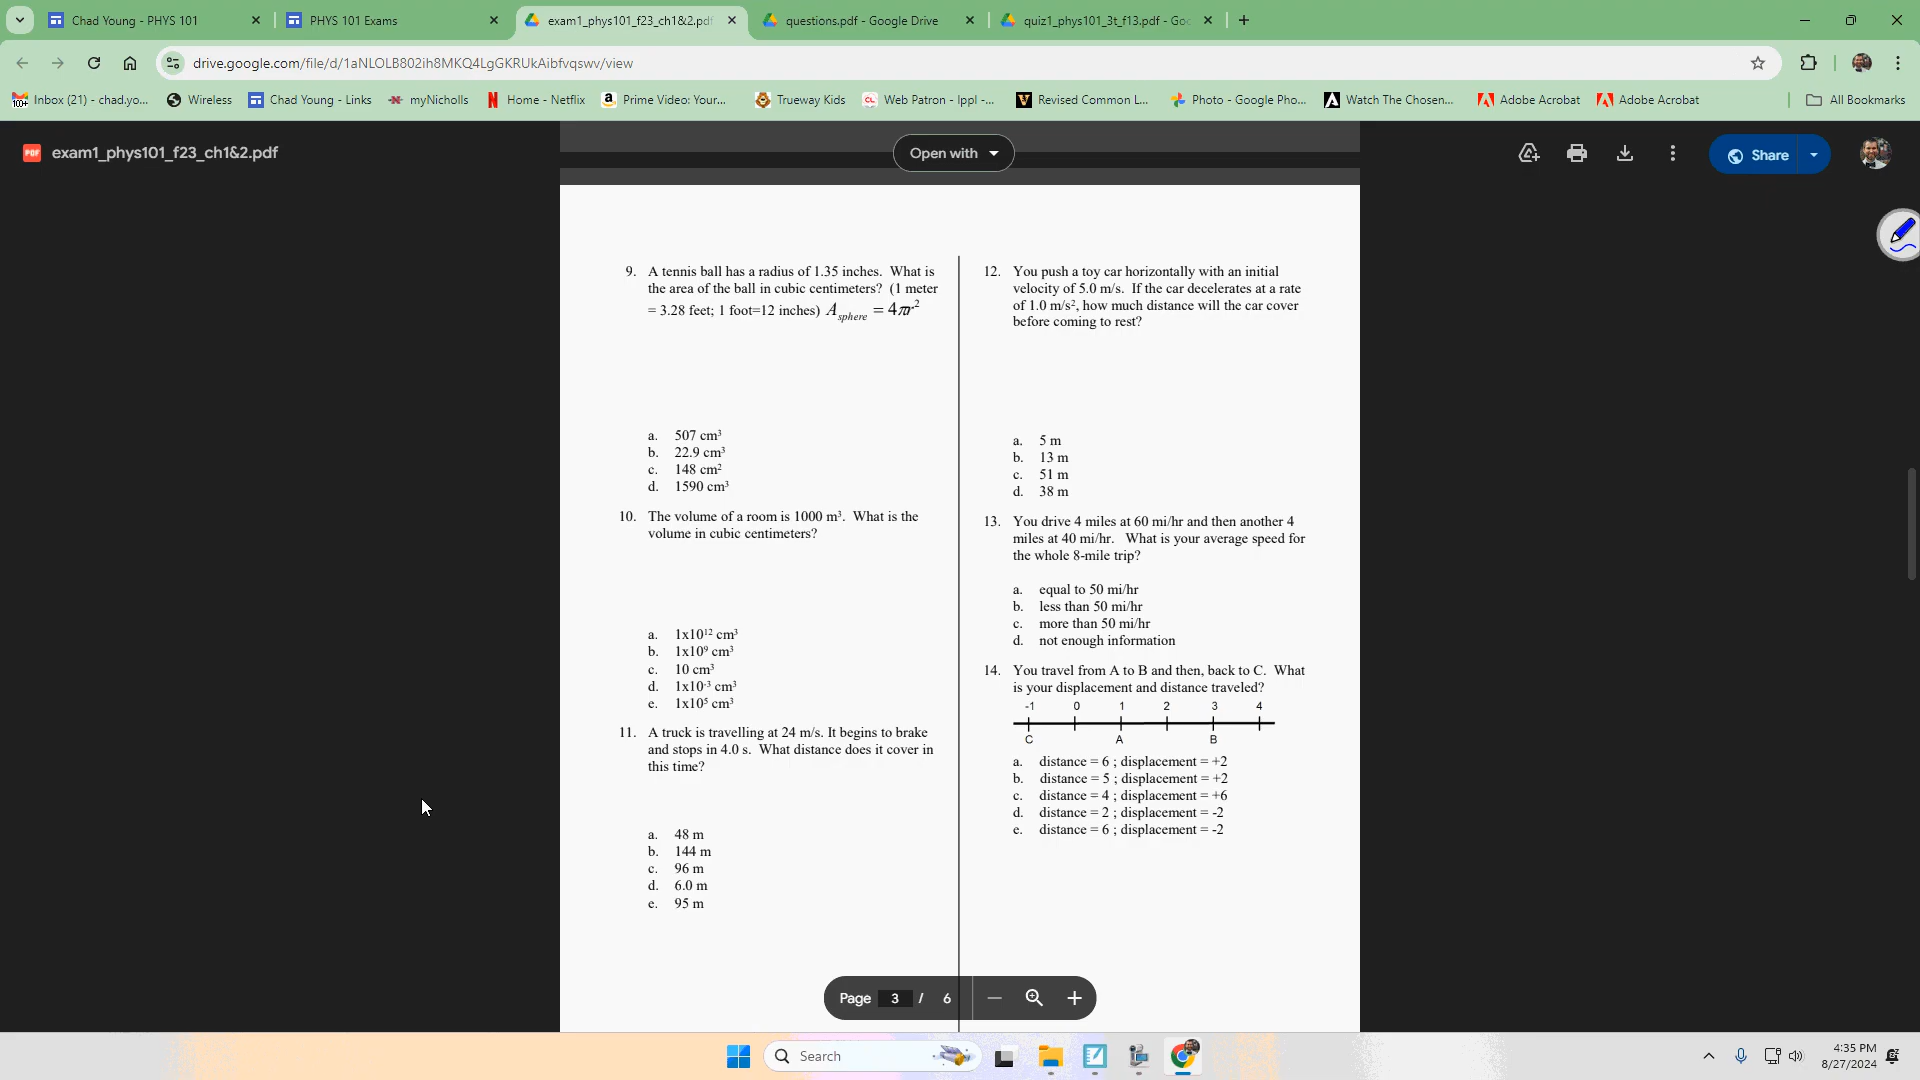 Chad Young - PHYS 101
PHYS 101 Exams
exam1_phys101_f23_ch1&2.pdf
questions.pdf - Google Drive
quiz1_phys101_3t_f13.pdf - Goo
drive.google.com/file/d/1aNLOLB802ih8MKQ4LgGKRUkAibfvqswv/view
Inbox (21) - chad.yo...
Wireless
Chad Young - Links
myNicholls
Home - Netflix
Prime Video: Your...
Trueway Kids
Web Patron - Ippl -...
Revised Common L...
Photo - Google Pho...
Watch The Chosen...
Adobe Acrobat
Adobe Acrobat
All Bookmarks
PDF exam1_phys101_f23_ch1&2.pdf
Open with
Share
9. A tennis ball has a radius of 1.35 inches. What is
the area of the ball in cubic centimeters? (1 meter
= 3.28 feet; 1 foot=12 inches) A_sphere = 4πr²
a. 507 cm³
b. 22.9 cm³
c. 148 cm²
d. 1590 cm³
10. The volume of a room is 1000 m³. What is the
volume in cubic centimeters?
a. 1x10¹² cm³
b. 1x10⁹ cm³
c. 10 cm³
d. 1x10⁻³ cm³
e. 1x10⁵ cm³
11. A truck is travelling at 24 m/s. It begins to brake
and stops in 4.0 s. What distance does it cover in
this time?
a. 48 m
b. 144 m
c. 96 m
d. 6.0 m
e. 95 m
12. You push a toy car horizontally with an initial
velocity of 5.0 m/s. If the car decelerates at a rate
of 1.0 m/s², how much distance will the car cover
before coming to rest?
a. 5 m
b. 13 m
c. 51 m
d. 38 m
13. You drive 4 miles at 60 mi/hr and then another 4
miles at 40 mi/hr. What is your average speed for
the whole 8-mile trip?
a. equal to 50 mi/hr
b. less than 50 mi/hr
c. more than 50 mi/hr
d. not enough information
14. You travel from A to B and then, back to C. What
is your displacement and distance traveled?
-1 0 1 2 3 4
C A B
a. distance = 6 ; displacement = +2
b. distance = 5 ; displacement = +2
c. distance = 4 ; displacement = +6
d. distance = 2 ; displacement = -2
e. distance = 6 ; displacement = -2
Page 3 / 6
Search
4:35 PM
8/27/2024